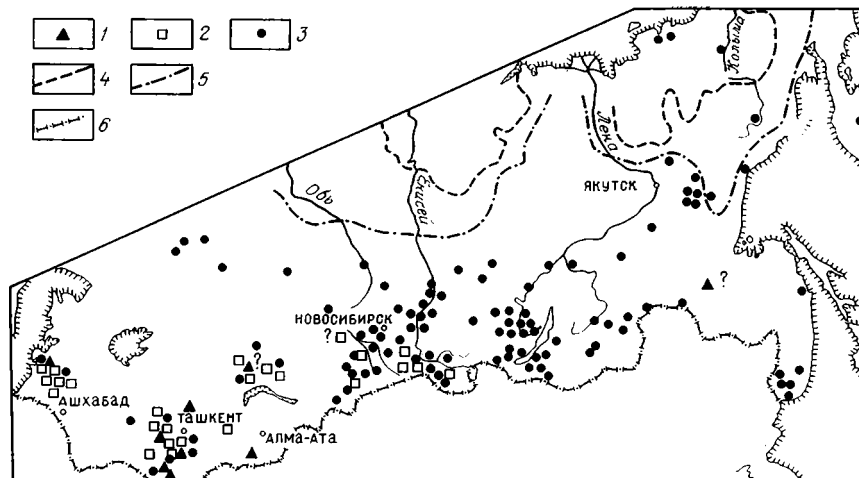 1 2 3
4 5
6
Колыма
Лена
Обь
Енисей
ЯКУТСК
НОВОСИБИРСК
?
?
?
АШХАБАД
ТАШКЕНТ
АЛМА-АТА